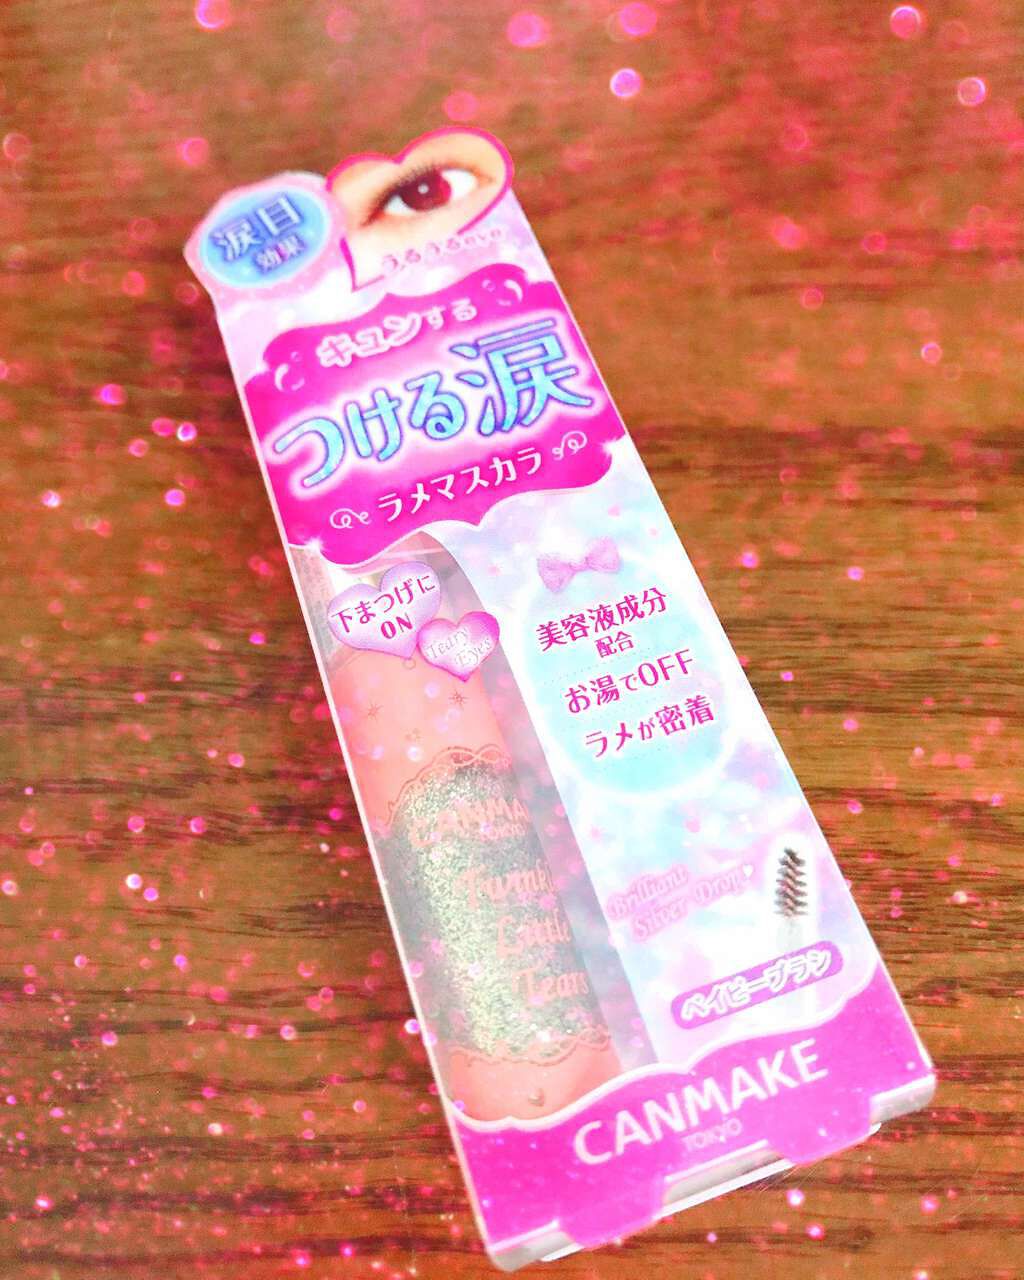 涙目
効果
うるうるeye
キュンする
つける涙
ラメマスカラ
下まつげに
ON
Teary
Eyes
美容液成分
配合
お湯でOFF
ラメが密着
CANMA
TOKYO
Twinkl
Little
Tears
Brilliant
Silver Drop
ベイビーブラシ
CANMAKE
TOKYO